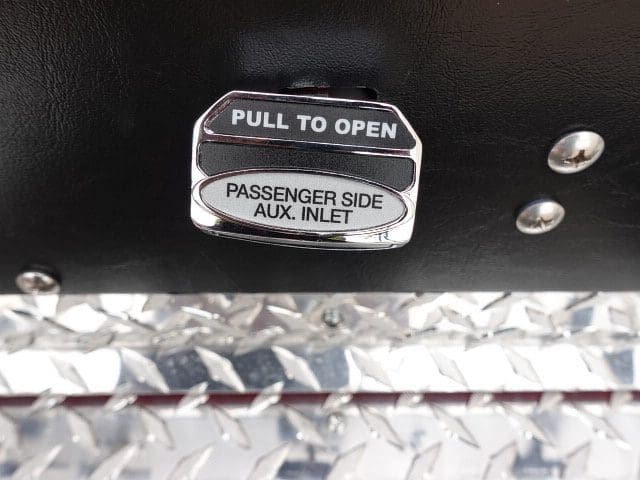 PULL TO OPEN
PASSENGER SIDE
AUX. INLET